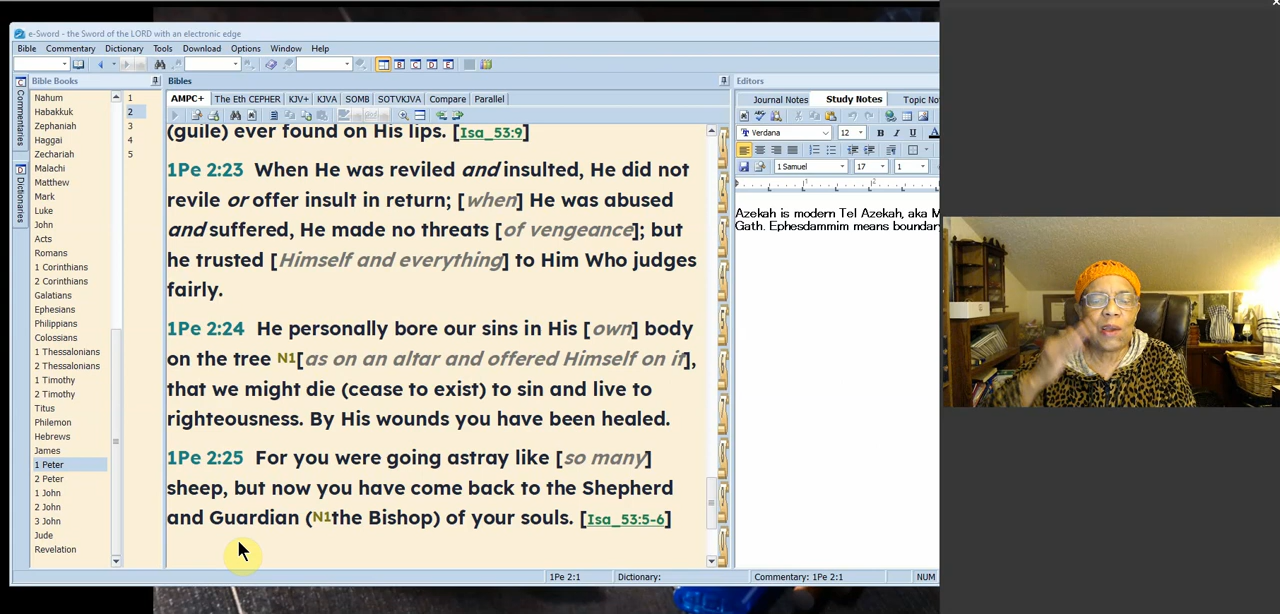 e-Sword - the Sword of the LORD with an electronic edge
Bible Commentary Dictionary Tools Download Options Window Help
B C D E
Bible Books
Bibles
Editors
Commentaries
Dictionaries
Nahum
Habakkuk
Zephaniah
Haggai
Zechariah
Malachi
Matthew
Mark
Luke
John
Acts
Romans
1 Corinthians
2 Corinthians
Galatians
Ephesians
Philippians
Colossians
1 Thessalonians
2 Thessalonians
1 Timothy
2 Timothy
Titus
Philemon
Hebrews
James
1 Peter
2 Peter
1 John
2 John
3 John
Jude
Revelation
1
2
3
4
5
AMPC+ The Eth CEPHER KJV+ KJVA SOMB SOTVKJVA Compare Parallel
(guile) ever found on His lips. [Isa_53:9]
1Pe 2:23 When He was reviled and insulted, He did not
revile or offer insult in return; [when] He was abused
and suffered, He made no threats [of vengeance]; but
he trusted [Himself and everything] to Him Who judges
fairly.
1Pe 2:24 He personally bore our sins in His [own] body
on the tree N1[as on an altar and offered Himself on it],
that we might die (cease to exist) to sin and live to
righteousness. By His wounds you have been healed.
1Pe 2:25 For you were going astray like [so many]
sheep, but now you have come back to the Shepherd
and Guardian (N1the Bishop) of your souls. [Isa_53:5-6]
Journal Notes Study Notes Topic No
Verdana 12 B I U A
1 Samuel 17 1
Azekah is modern Tel Azekah, aka M
Gath. Ephesdammim means boundary
1Pe 2:1 Dictionary: Commentary: 1Pe 2:1 NUM